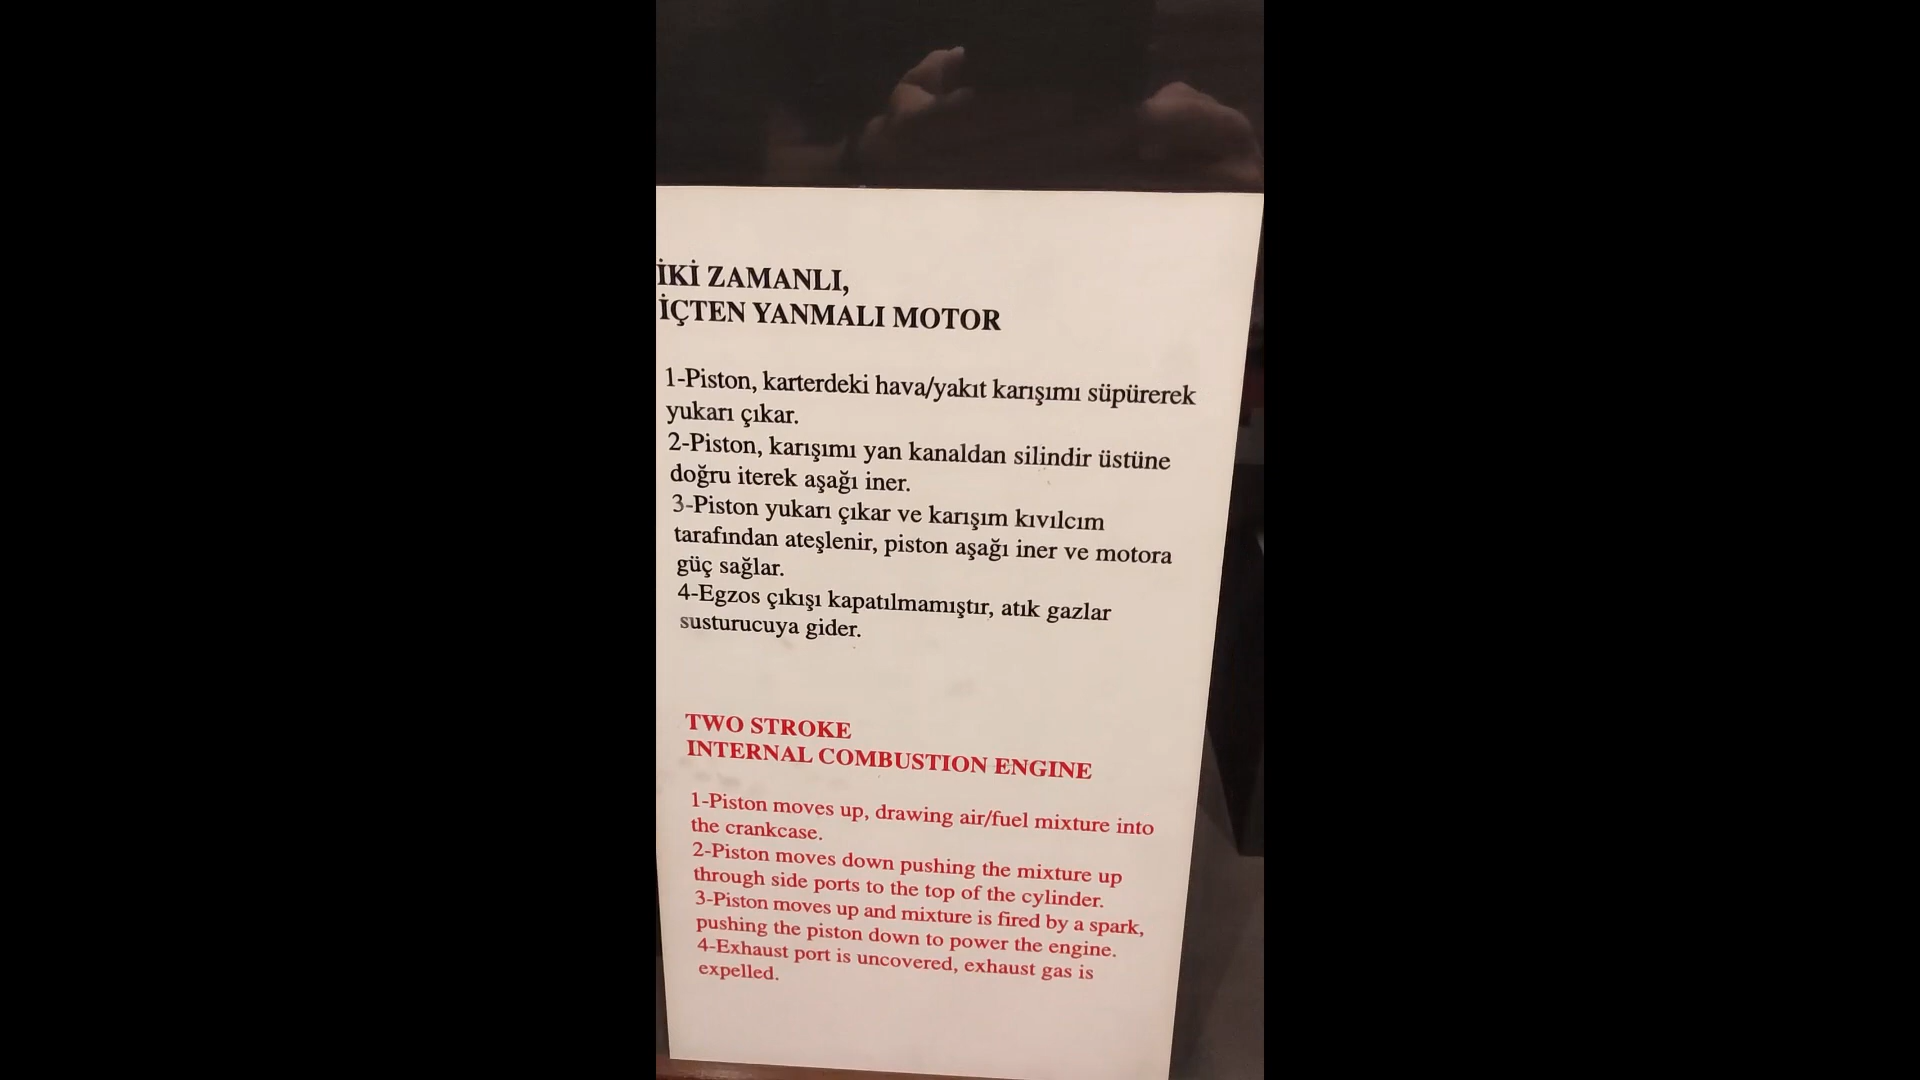 İKİ ZAMANLI,
İÇTEN YANMALI MOTOR
1-Piston, karterdeki hava/yakıt karışımı süpürerek
yukarı çıkar.
2-Piston, karışımı yan kanaldan silindir üstüne
doğru iterek aşağı iner.
3-Piston yukarı çıkar ve karışım kıvılcım
tarafından ateşlenir, piston aşağı iner ve motora
güç sağlar.
4-Egzos çıkışı kapatılmamıştır, atık gazlar
susturucuya gider.
TWO STROKE
INTERNAL COMBUSTION ENGINE
1-Piston moves up, drawing air/fuel mixture into
the crankcase.
2-Piston moves down pushing the mixture up
through side ports to the top of the cylinder.
3-Piston moves up and mixture is fired by a spark,
pushing the piston down to power the engine.
4-Exhaust port is uncovered, exhaust gas is
expelled.